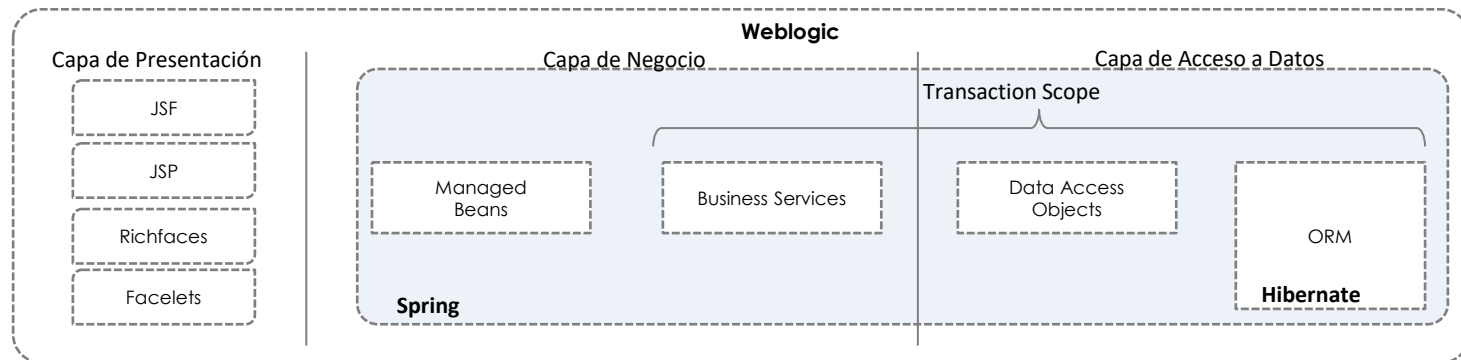 Weblogic
Capa de Presentación
Capa de Negocio
Capa de Acceso a Datos
JSF
JSP
Richfaces
Facelets
Transaction Scope
Managed
Beans
Business Services
Data Access
Objects
ORM
Spring
Hibernate